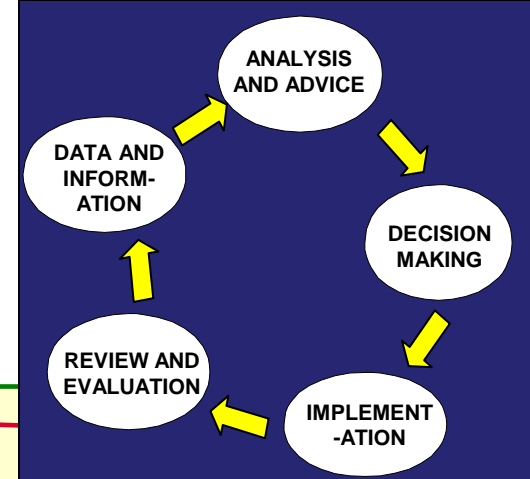 ANALYSIS
AND ADVICE
DATA AND
INFORM-
ATION
DECISION
MAKING
REVIEW AND
EVALUATION
IMPLEMENT
-ATION